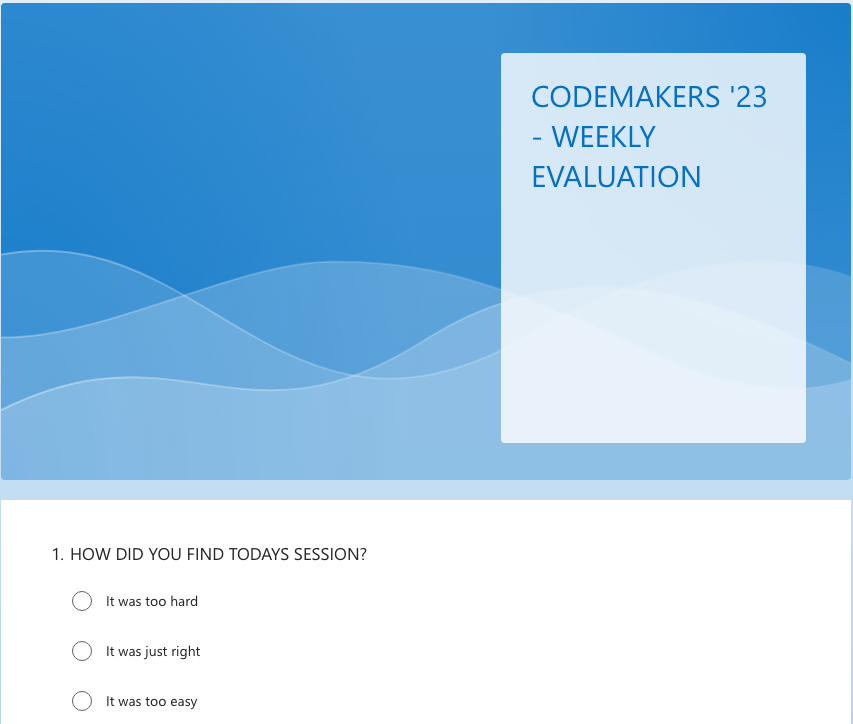 CODEMAKERS '23
- WEEKLY
EVALUATION
1. HOW DID YOU FIND TODAYS SESSION?
It was too hard
It was just right
It was too easy